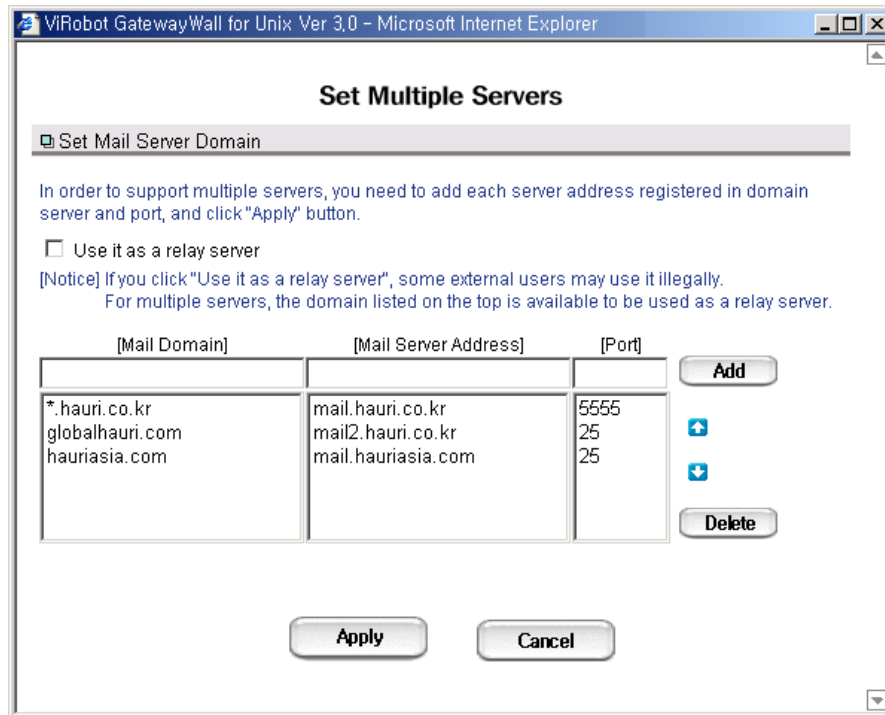 ViRobot GatewayWall for Unix Ver 3,0 - Microsoft Internet Explorer
Set Multiple Servers
Set Mail Server Domain
In order to support multiple servers, you need to add each server address registered in domain
server and port, and click "Apply" button.
Use it as a relay server
[Notice] If you click "Use it as a relay server", some external users may use it illegally.
For multiple servers, the domain listed on the top is available to be used as a relay server.
[Mail Domain] [Mail Server Address] [Port]
Add
*.hauri.co.kr mail.hauri.co.kr 5555
globalhauri.com mail2.hauri.co.kr 25
hauriasia.com mail.hauriasia.com 25
Delete
Apply Cancel